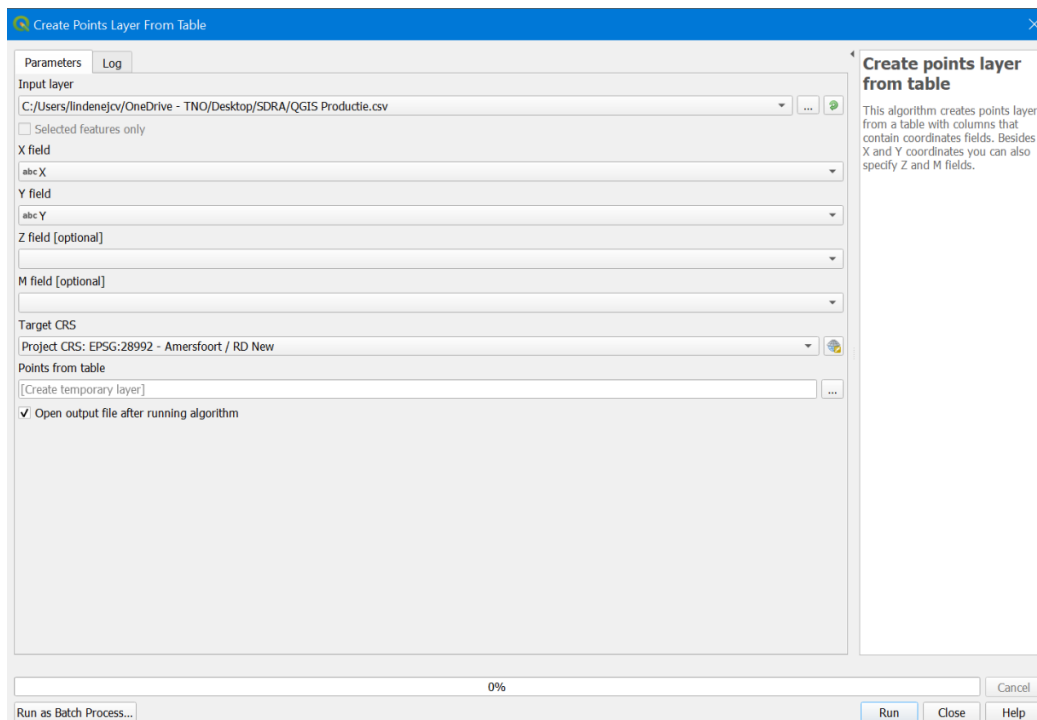 Create Points Layer From Table
Parameters
Log
Input layer
C:/Users/lindenejcv/OneDrive - TNO/Desktop/SDRA/QGIS Productie.csv
...
Selected features only
X field
abc X
Y field
abc Y
Z field [optional]
M field [optional]
Target CRS
Project CRS: EPSG:28992 - Amersfoort / RD New
Points from table
[Create temporary layer]
...
Open output file after running algorithm
0%
Cancel
Run as Batch Process...
Run
Close
Help
Create points layer
from table
This algorithm creates points layer
from a table with columns that
contain coordinates fields. Besides
X and Y coordinates you can also
specify Z and M fields.